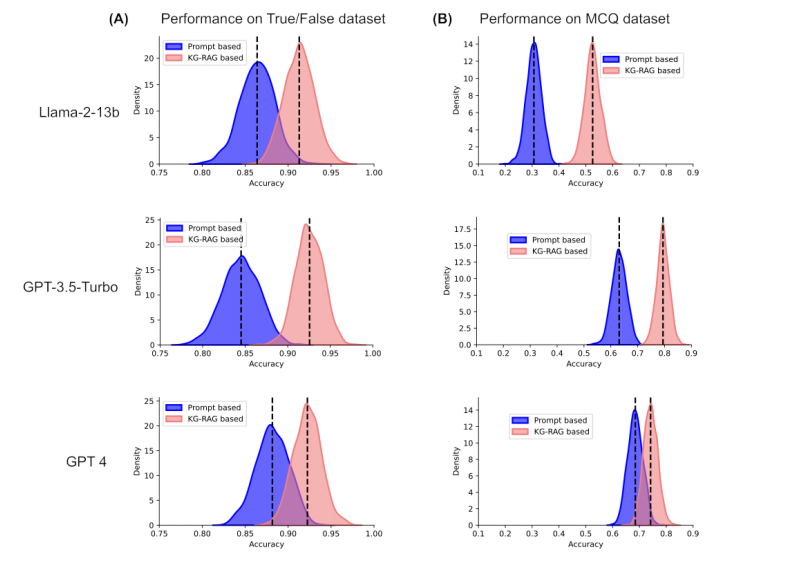 (A) Performance on True/False dataset
(B) Performance on MCQ dataset
Llama-2-13b
Prompt based
KG-RAG based
Density
20
15
10
5
0
0.75 0.80 0.85 0.90 0.95 1.00
Accuracy
Prompt based
KG-RAG based
Density
14
12
10
8
6
4
2
0
0.1 0.2 0.3 0.4 0.5 0.6 0.7 0.8 0.9
Accuracy
GPT-3.5-Turbo
Prompt based
KG-RAG based
Density
25
20
15
10
5
0
0.75 0.80 0.85 0.90 0.95 1.00
Accuracy
Prompt based
KG-RAG based
Density
17.5
15.0
12.5
10.0
7.5
5.0
2.5
0.0
0.1 0.2 0.3 0.4 0.5 0.6 0.7 0.8 0.9
Accuracy
GPT 4
Prompt based
KG-RAG based
Density
25
20
15
10
5
0
0.75 0.80 0.85 0.90 0.95 1.00
Accuracy
Prompt based
KG-RAG based
Density
14
12
10
8
6
4
2
0
0.1 0.2 0.3 0.4 0.5 0.6 0.7 0.8 0.9
Accuracy